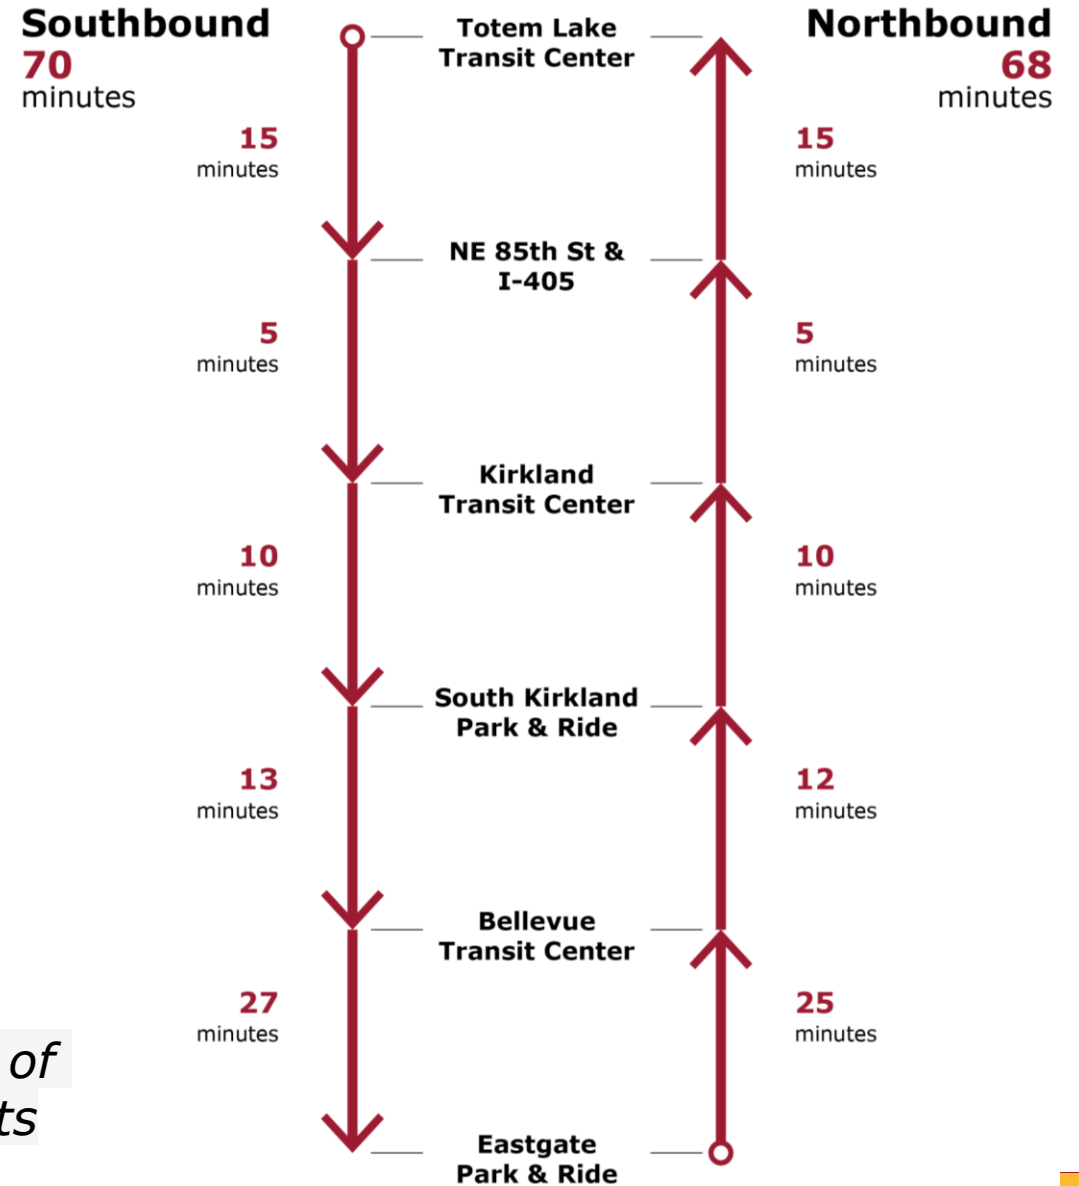 Southbound
70
minutes
Northbound
68
minutes
Totem Lake
Transit Center
15
minutes
15
minutes
NE 85th St &
I-405
5
minutes
5
minutes
Kirkland
Transit Center
10
minutes
10
minutes
South Kirkland
Park & Ride
13
minutes
12
minutes
Bellevue
Transit Center
27
minutes
25
minutes
of
Eastgate
Park & Ride